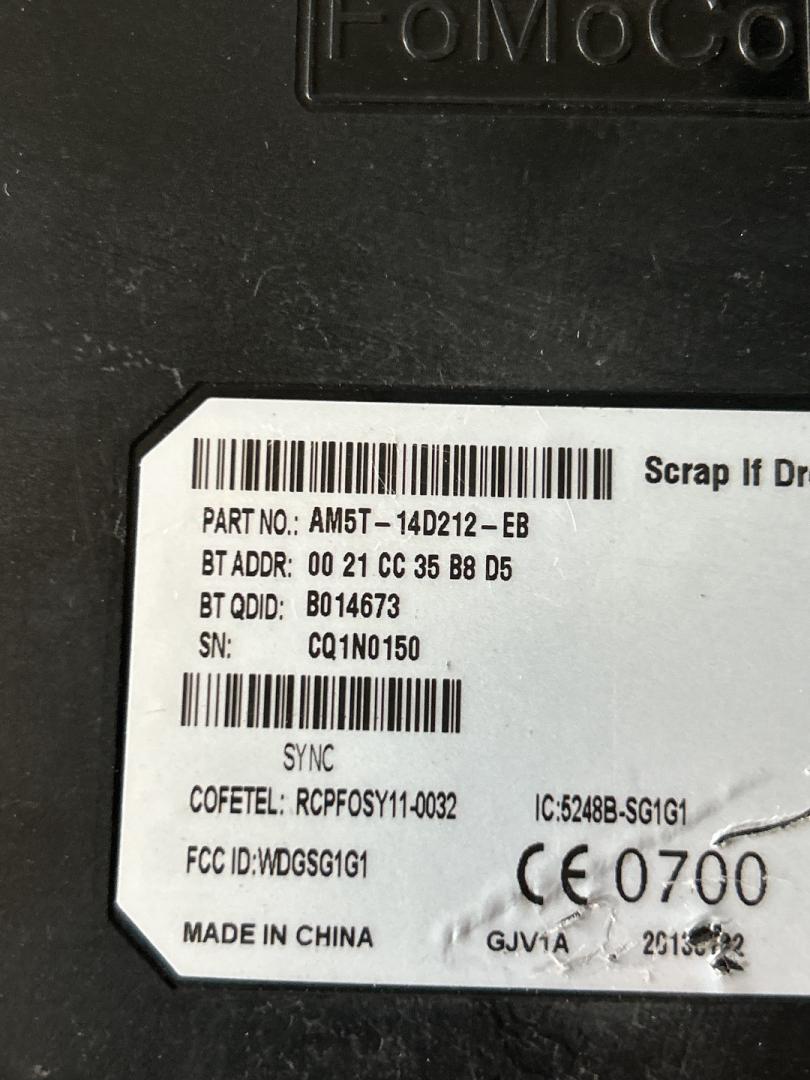 FoMoCo
Scrap If
PART NO.: AM5T-14D212-EB
BT ADDR: 00 21 CC 35 B8 D5
BT QDID: B014673
SN: CQ1N0150
SYNC
COFETEL: RCPFOSY11-0032 IC:5248B-SG1G1
FCC ID:WDGSG1G1 CE 0700
MADE IN CHINA GJV1A